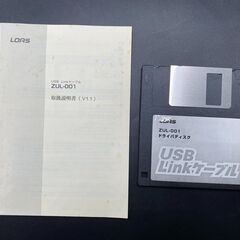 LOAS
USB Linkケーブル
ZUL-001
取扱説明書（V1.1）
LOAS
ZUL-001
ドライバディスク
USB
Linkケーブル